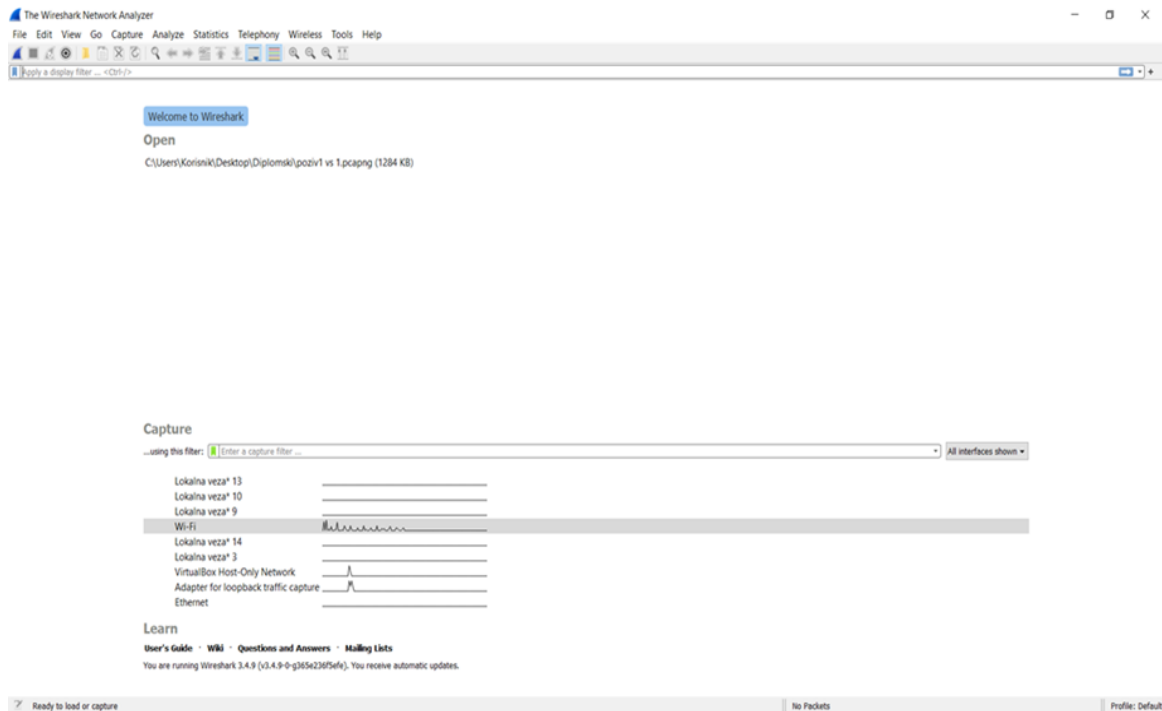 The Wireshark Network Analyzer
File Edit View Go Capture Analyze Statistics Telephony Wireless Tools Help
Apply a display filter ... <Ctrl-/>
Welcome to Wireshark
Open
C:\Users\Korisnik\Desktop\Diplomski\poziv1 vs 1.pcapng (1284 KB)
Capture
...using this filter: Enter a capture filter ... All interfaces shown
Lokalna veza* 13
Lokalna veza* 10
Lokalna veza* 9
Wi-Fi
Lokalna veza* 14
Lokalna veza* 3
VirtualBox Host-Only Network
Adapter for loopback traffic capture
Ethernet
Learn
User's Guide · Wiki · Questions and Answers · Mailing Lists
You are running Wireshark 3.4.9 (v3.4.9-0-g365e236f5efe). You receive automatic updates.
Ready to load or capture No Packets Profile: Default